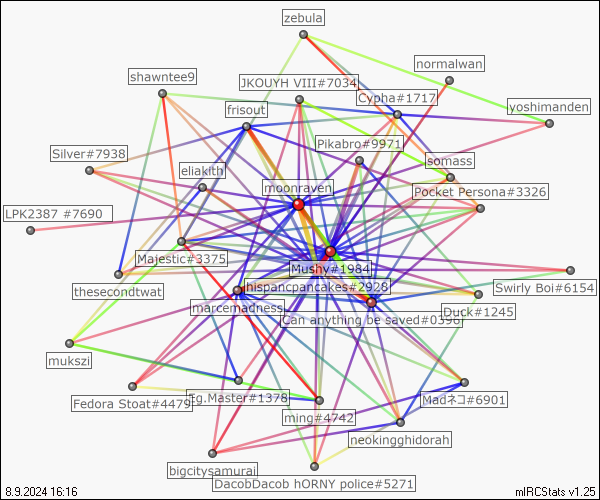 zebula
normalwan
shawntee9
JKOUYH VIII#7034
Cypha#1717
frisout
yoshimanden
Pikabro#9971
Silver#7938
somass
eliakith
moonraven
Pocket Persona#3326
LPK2387 #7690
Majestic#3375
Mushy#1984
thesecondtwat
hispancpancakes#2928
Swirly Boi#6154
marcemadness
Can anything be saved#0396
Duck#1245
mukszi
Fedora Stoat#4479
Eg.Master#1378
Madネコ#6901
ming#4742
neokingghidorah
bigcitysamurai
DacobDacob hORNY police#5271
8.9.2024 16:16
mIRCStats v1.25